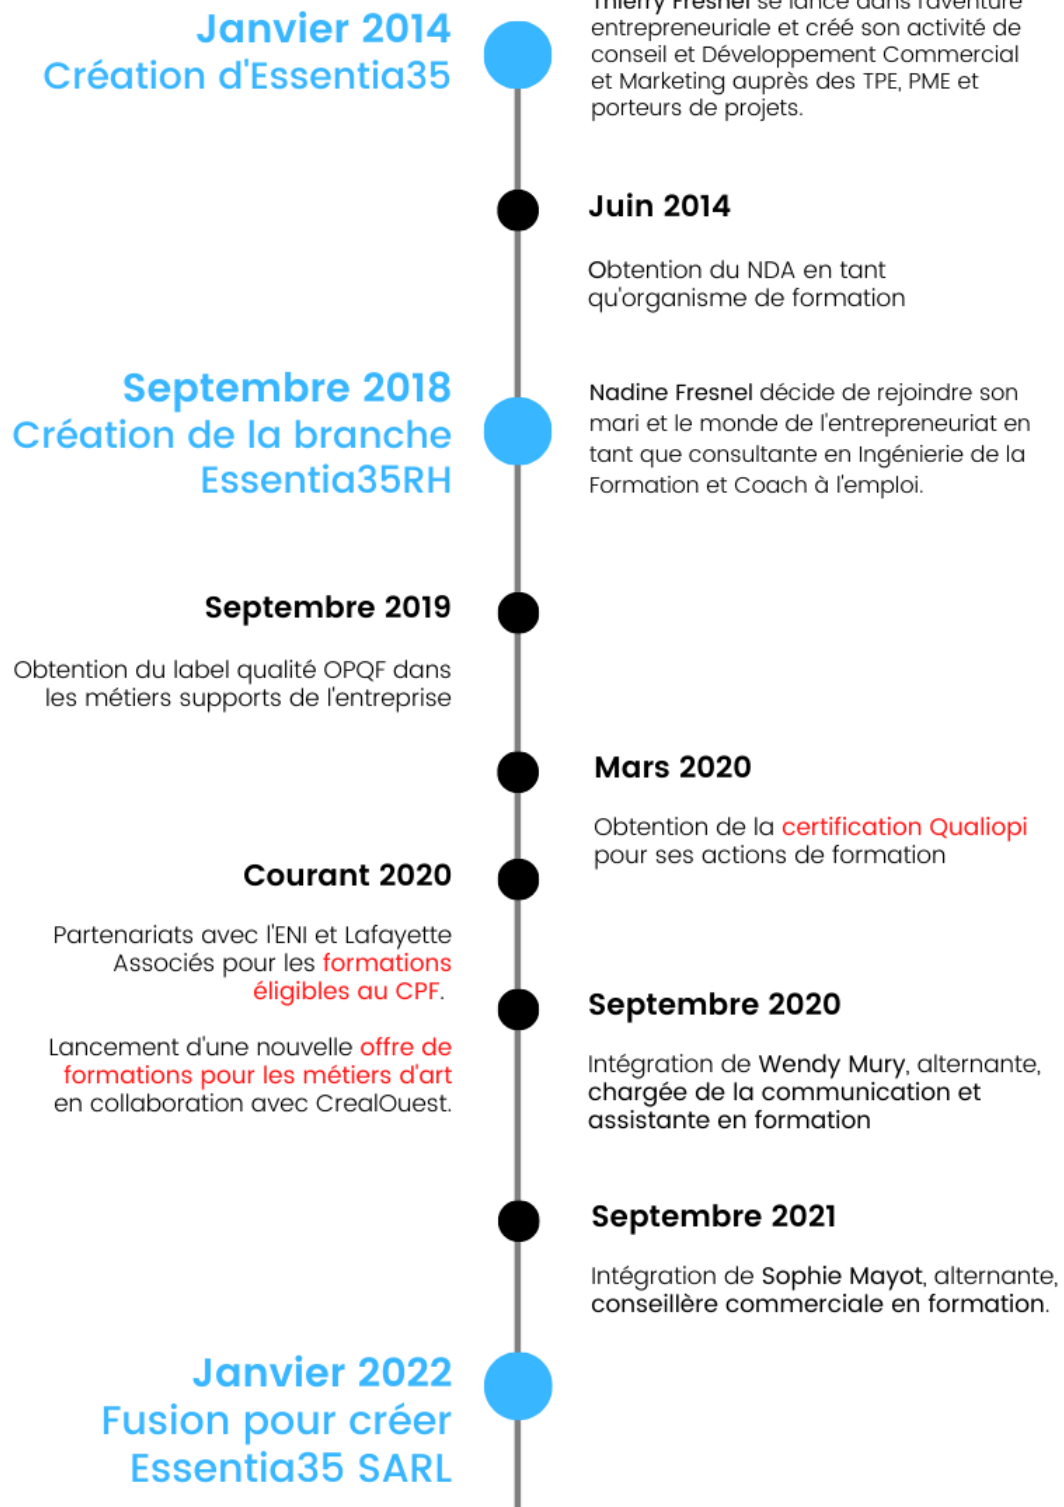 Janvier 2014
Création d'Essentia35
Thierry Fresnel se lance dans l'aventure
entrepreneuriale et créé son activité de
conseil et Développement Commercial
et Marketing auprès des TPE, PME et
porteurs de projets.
Juin 2014
Obtention du NDA en tant
qu'organisme de formation
Septembre 2018
Création de la branche
Essentia35RH
Nadine Fresnel décide de rejoindre son
mari et le monde de l'entrepreneuriat en
tant que consultante en Ingénierie de la
Formation et Coach à l'emploi.
Septembre 2019
Obtention du label qualité OPQF dans
les métiers supports de l'entreprise
Mars 2020
Obtention de la certification Qualiopi
pour ses actions de formation
Courant 2020
Partenariats avec l'ENI et Lafayette
Associés pour les formations
éligibles au CPF.
Lancement d'une nouvelle offre de
formations pour les métiers d'art
en collaboration avec CrealOuest.
Septembre 2020
Intégration de Wendy Mury, alternante,
chargée de la communication et
assistante en formation
Septembre 2021
Intégration de Sophie Mayot, alternante,
conseillère commerciale en formation.
Janvier 2022
Fusion pour créer
Essentia35 SARL